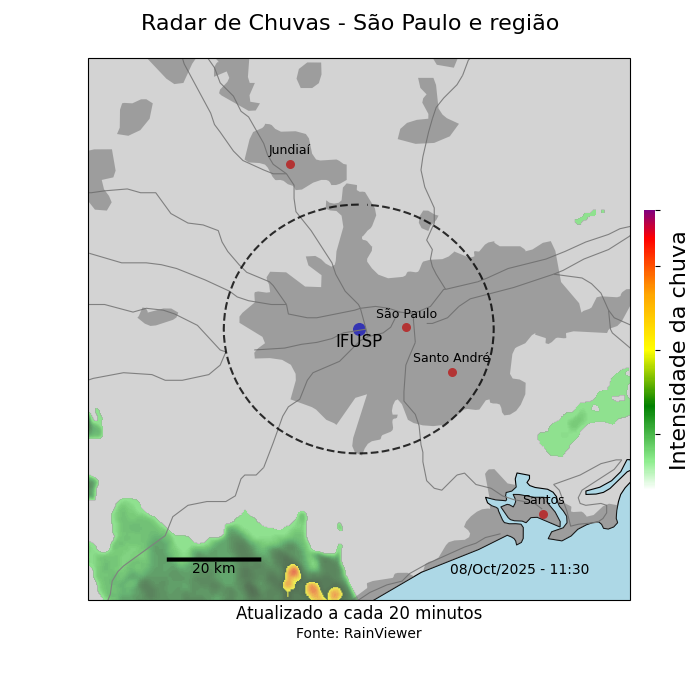 Radar de Chuvas - São Paulo e região
Jundiaí
São Paulo
IFUSP
Santo André
Santos
20 km
08/Oct/2025 - 11:30
Intensidade da chuva
Atualizado a cada 20 minutos
Fonte: RainViewer